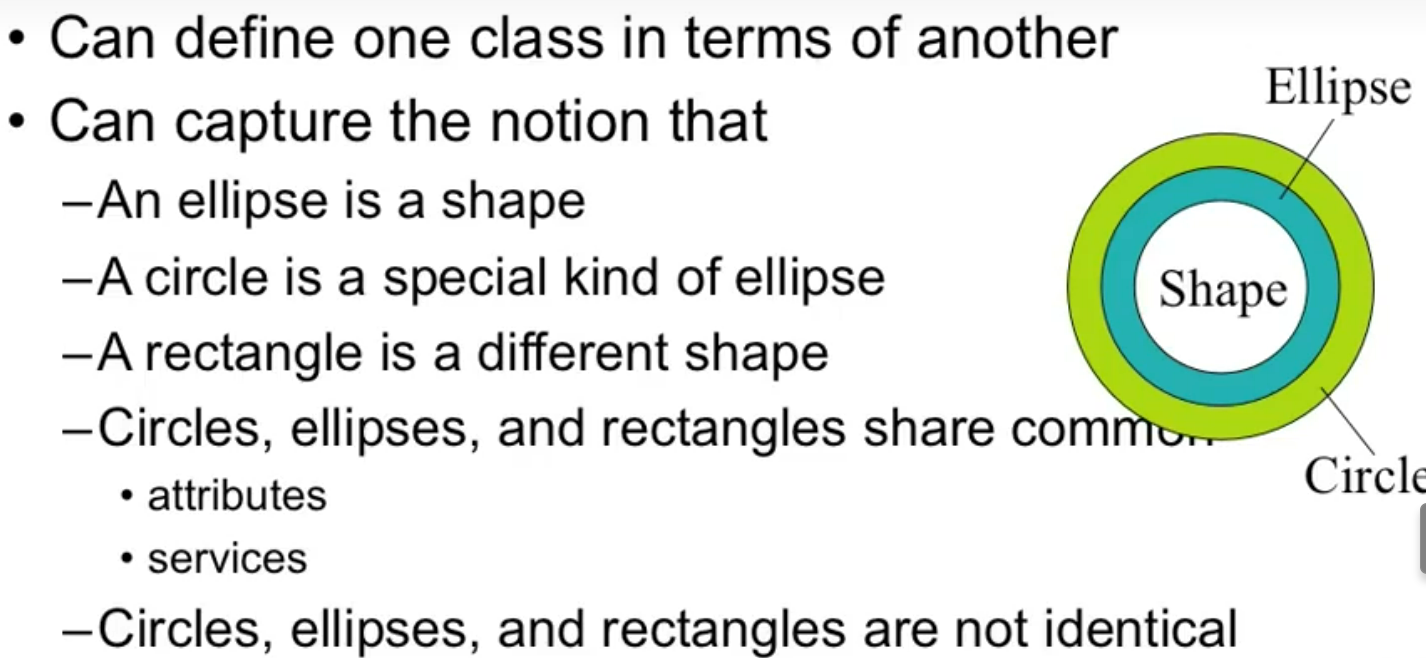 • Can define one class in terms of another
Ellipse
• Can capture the notion that
–An ellipse is a shape
–A circle is a special kind of ellipse
Shape
–A rectangle is a different shape
–Circles, ellipses, and rectangles share common
Circle
• attributes
• services
–Circles, ellipses, and rectangles are not identical